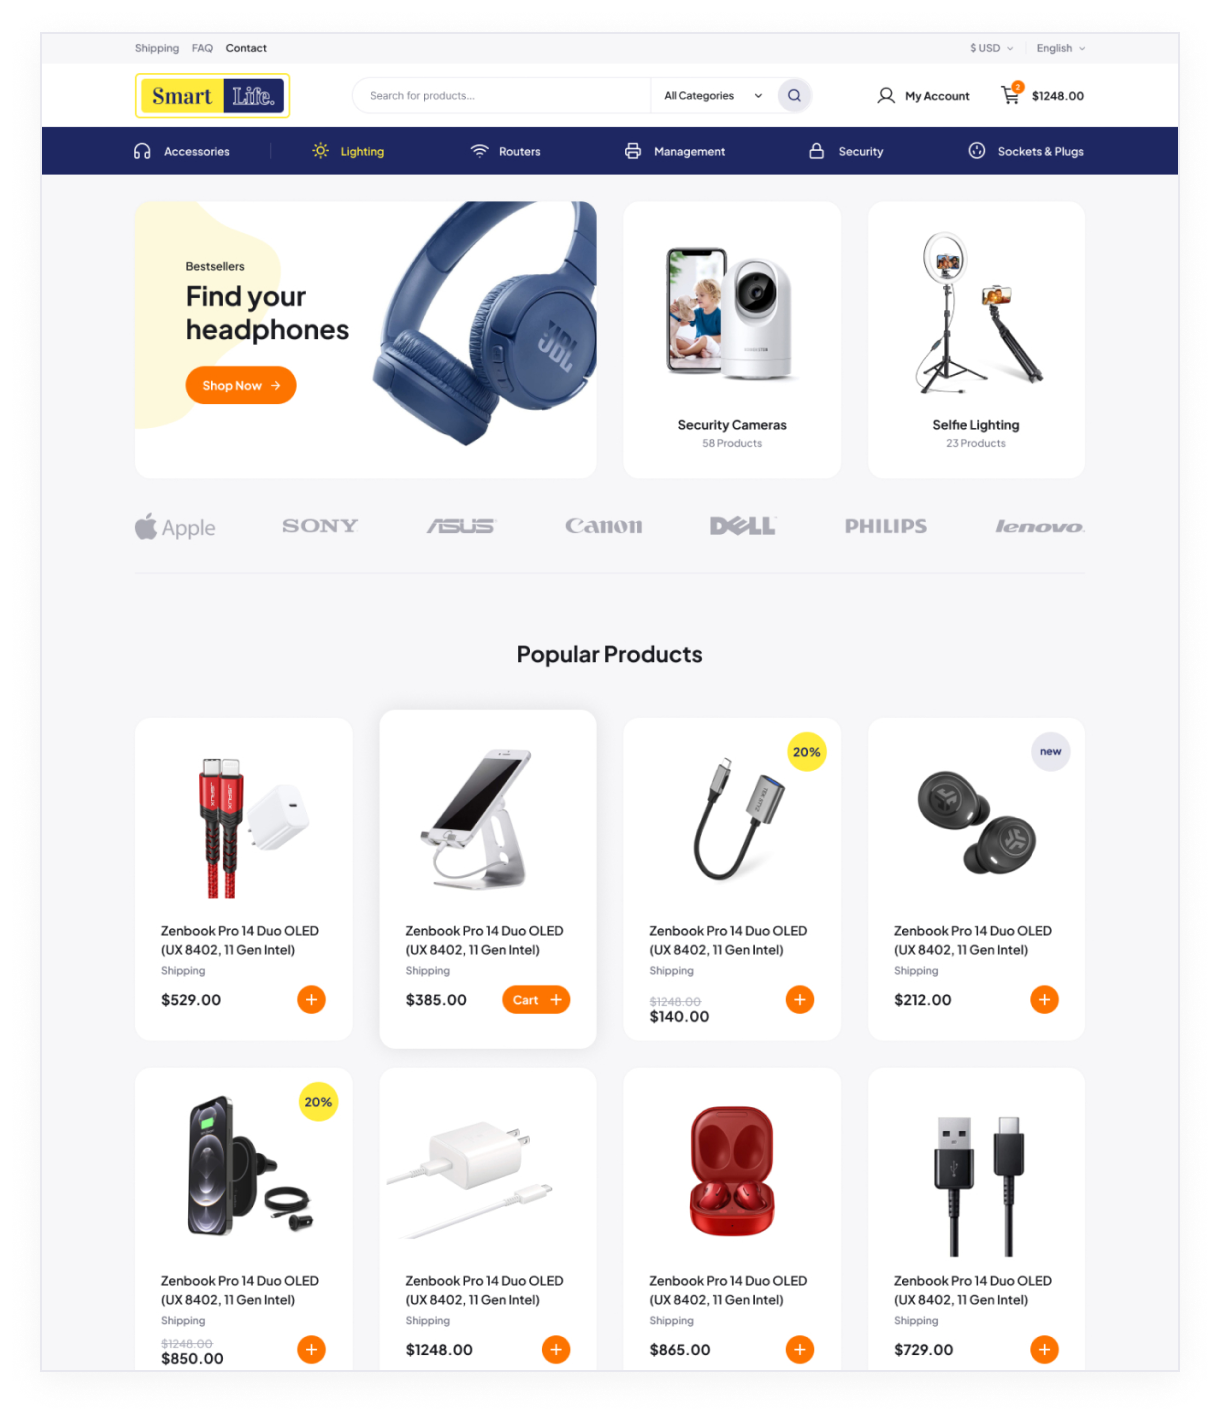 Shipping FAQ Contact $ USD English
Smart Life. Search for products... All Categories My Account 2 $1248.00
Accessories Lighting Routers Management Security Sockets & Plugs
Bestsellers
Find your
headphones
Shop Now
JBL
Security Cameras
58 Products
Selfie Lighting
23 Products
Apple SONY ASUS Canon DELL PHILIPS lenovo
Popular Products
JSAUX JSAUX
Zenbook Pro 14 Duo OLED
(UX 8402, 11 Gen Intel)
Shipping
$529.00
Zenbook Pro 14 Duo OLED
(UX 8402, 11 Gen Intel)
Shipping
$385.00 Cart
20%
Zenbook Pro 14 Duo OLED
(UX 8402, 11 Gen Intel)
Shipping
$1248.00
$140.00
new
Zenbook Pro 14 Duo OLED
(UX 8402, 11 Gen Intel)
Shipping
$212.00
20%
Zenbook Pro 14 Duo OLED
(UX 8402, 11 Gen Intel)
Shipping
$1248.00
$850.00
Zenbook Pro 14 Duo OLED
(UX 8402, 11 Gen Intel)
Shipping
$1248.00
Zenbook Pro 14 Duo OLED
(UX 8402, 11 Gen Intel)
Shipping
$865.00
Zenbook Pro 14 Duo OLED
(UX 8402, 11 Gen Intel)
Shipping
$729.00